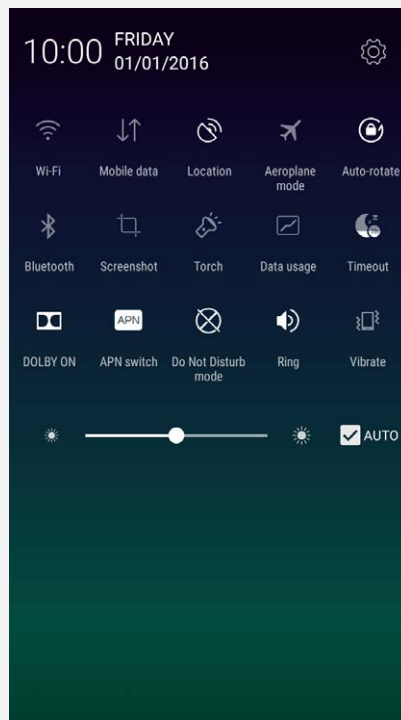 10:00 FRIDAY
01/01/2016
Wi-Fi Mobile data Location Aeroplane mode Auto-rotate
Bluetooth Screenshot Torch Data usage Timeout
APN
DOLBY ON APN switch Do Not Disturb mode Ring Vibrate
AUTO